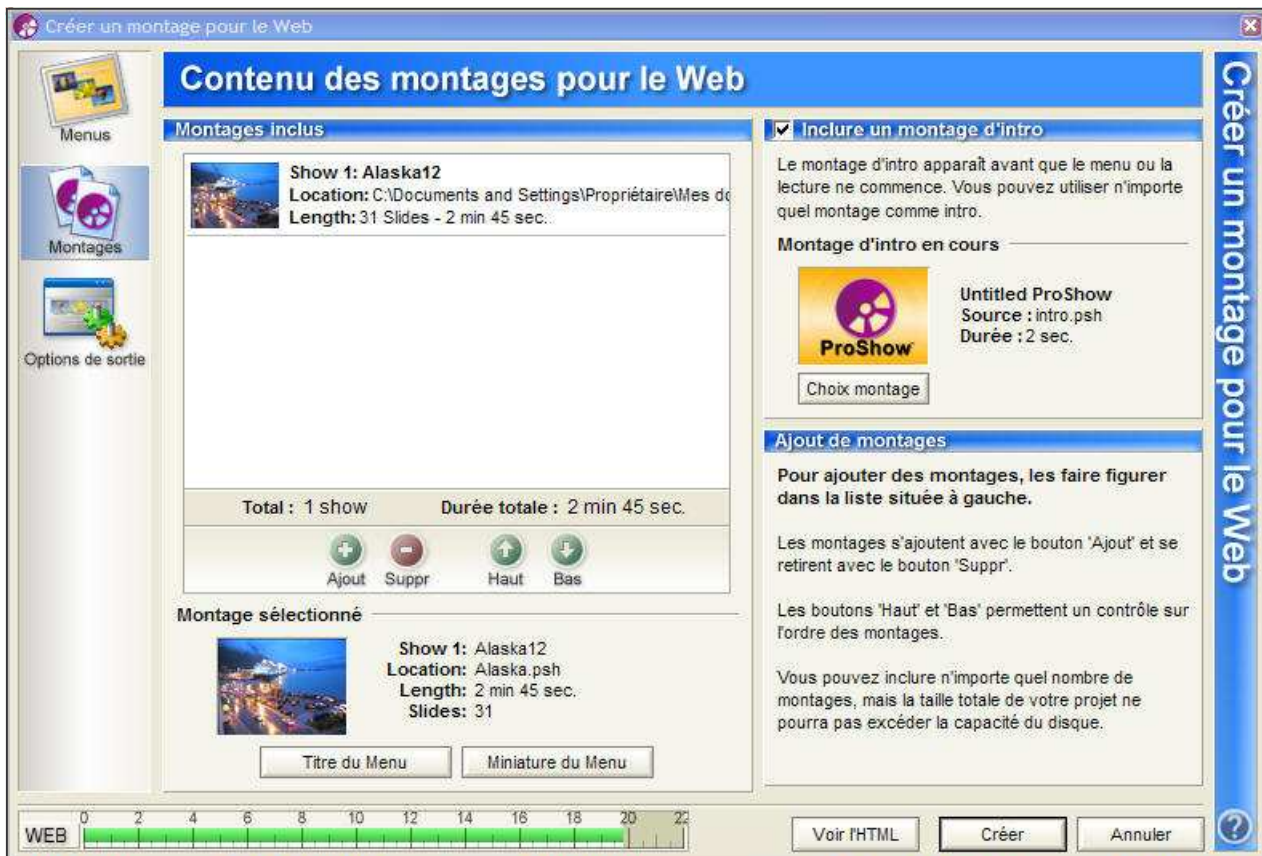 Créer un montage pour le Web
Menus
Montages
Options de sortie
Contenu des montages pour le Web
Montages inclus
Show 1: Alaska12
Location: C:\Documents and Settings\Propriétaire\Mes do
Length: 31 Slides - 2 min 45 sec.
Total : 1 show Durée totale : 2 min 45 sec.
Ajout Suppr Haut Bas
Montage sélectionné
Show 1: Alaska12
Location: Alaska.psh
Length: 2 min 45 sec.
Slides: 31
Titre du Menu Miniature du Menu
Inclure un montage d'intro
Le montage d'intro apparaît avant que le menu ou la
lecture ne commence. Vous pouvez utiliser n'importe
quel montage comme intro.
Montage d'intro en cours
ProShow
Untitled ProShow
Source : intro.psh
Durée : 2 sec.
Choix montage
Ajout de montages
Pour ajouter des montages, les faire figurer
dans la liste située à gauche.
Les montages s'ajoutent avec le bouton 'Ajout' et se
retirent avec le bouton 'Suppr'.
Les boutons 'Haut' et 'Bas' permettent un contrôle sur
l'ordre des montages.
Vous pouvez inclure n'importe quel nombre de
montages, mais la taille totale de votre projet ne
pourra pas excéder la capacité du disque.
Créer un montage pour le Web
?
WEB 0 2 4 6 8 10 12 14 16 18 20 22
Voir l'HTML Créer Annuler